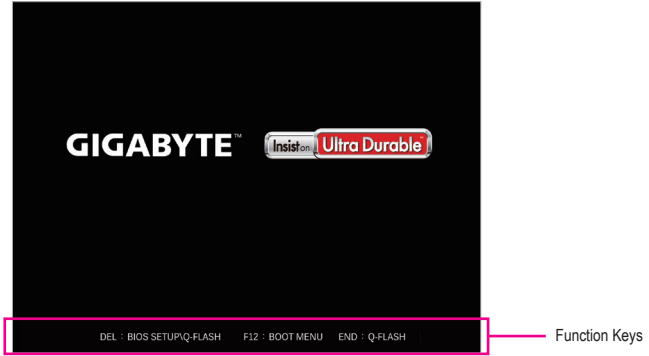 GIGABYTE™ Insist on Ultra Durable™
DEL : BIOS SETUP\Q-FLASH F12 : BOOT MENU END : Q-FLASH
Function Keys